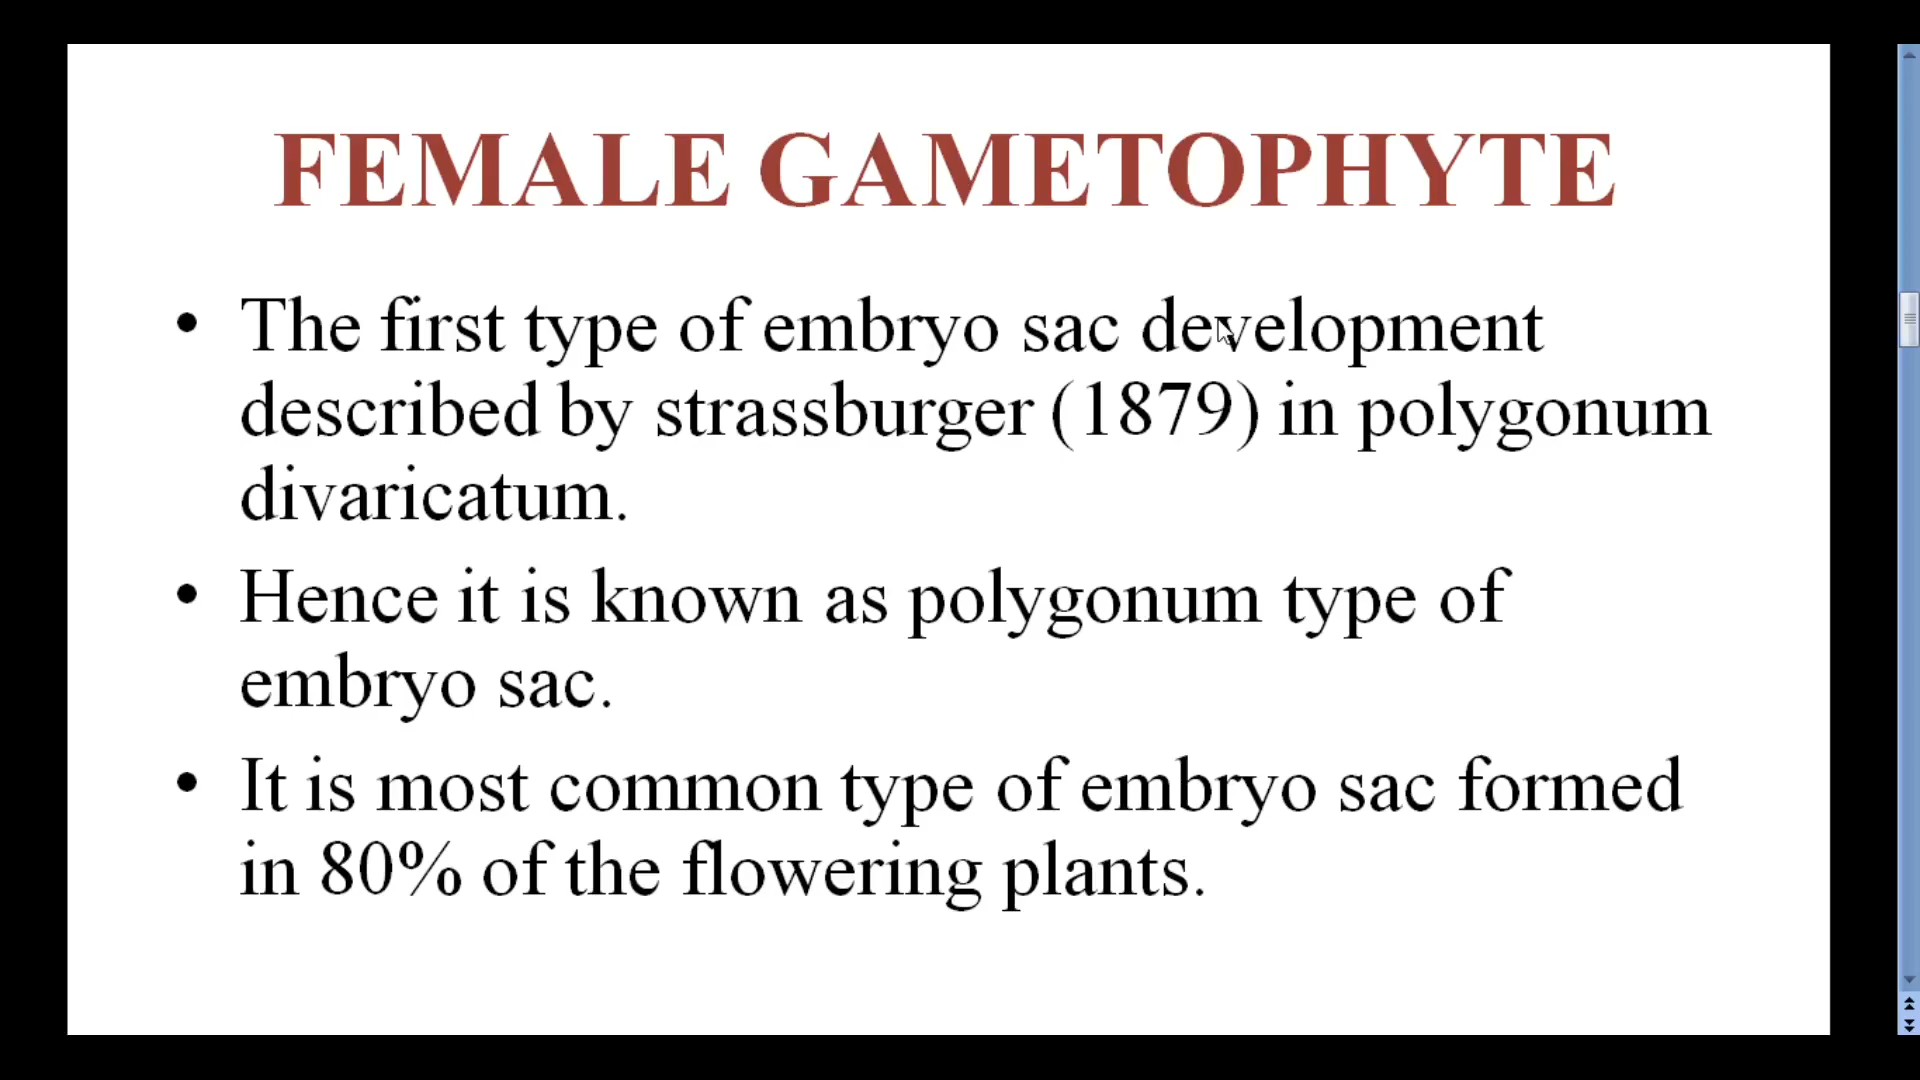 FEMALE GAMETOPHYTE
• The first type of embryo sac development
described by strassburger (1879) in polygonum
divaricatum.
• Hence it is known as polygonum type of
embryo sac.
• It is most common type of embryo sac formed
in 80% of the flowering plants.